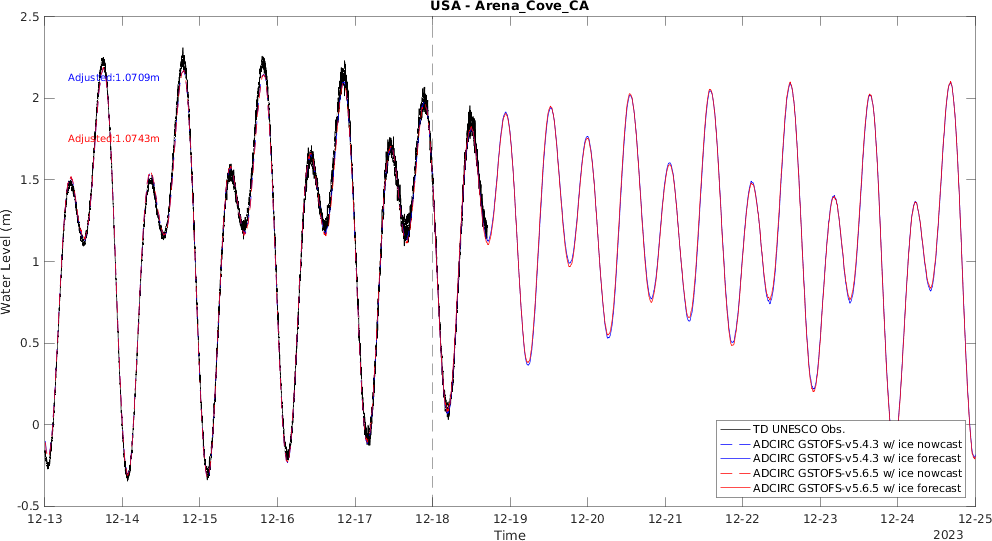 USA - Arena_Cove_CA
2.5
2
1.5
1
0.5
0
-0.5
Water Level (m)
Adjusted:1.0709m
Adjusted:1.0743m
TD UNESCO Obs.
ADCIRC GSTOFS-v5.4.3 w/ ice nowcast
ADCIRC GSTOFS-v5.4.3 w/ ice forecast
ADCIRC GSTOFS-v5.6.5 w/ ice nowcast
ADCIRC GSTOFS-v5.6.5 w/ ice forecast
12-13 12-14 12-15 12-16 12-17 12-18 12-19 12-20 12-21 12-22 12-23 12-24 12-25
Time
2023